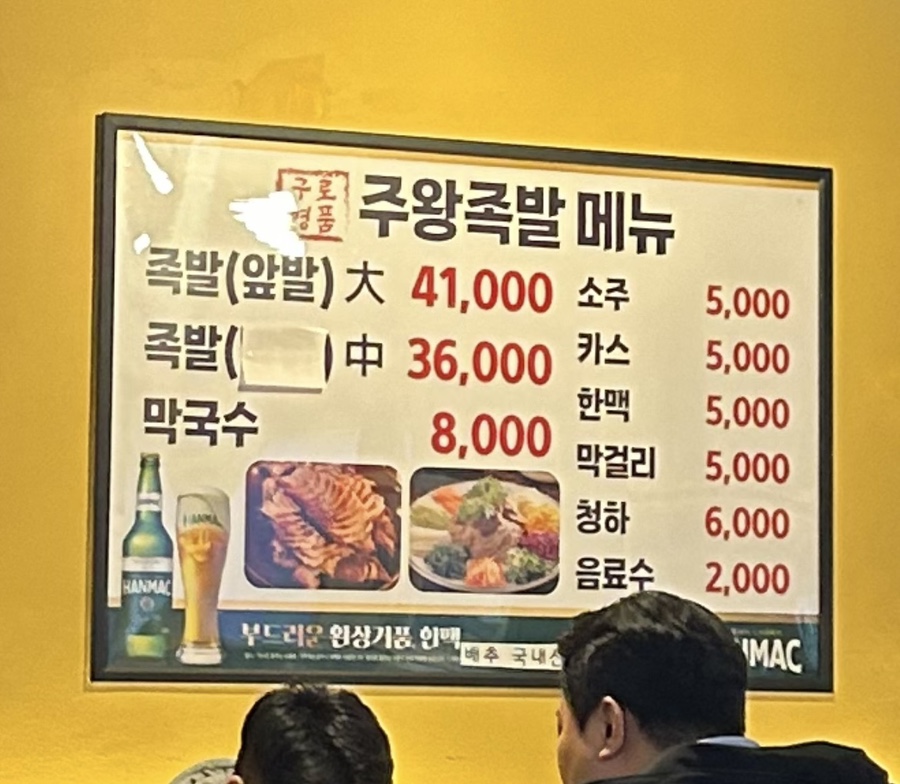 구로
명품
주왕족발 메뉴
족발(앞발) 大 41,000
족발( ) 中 36,000
막국수 8,000
소주 5,000
카스 5,000
한맥 5,000
막걸리 5,000
청하 6,000
음료수 2,000
HANMAC
HANMAC
부드러운 환상거품, 한맥
배추 국내산